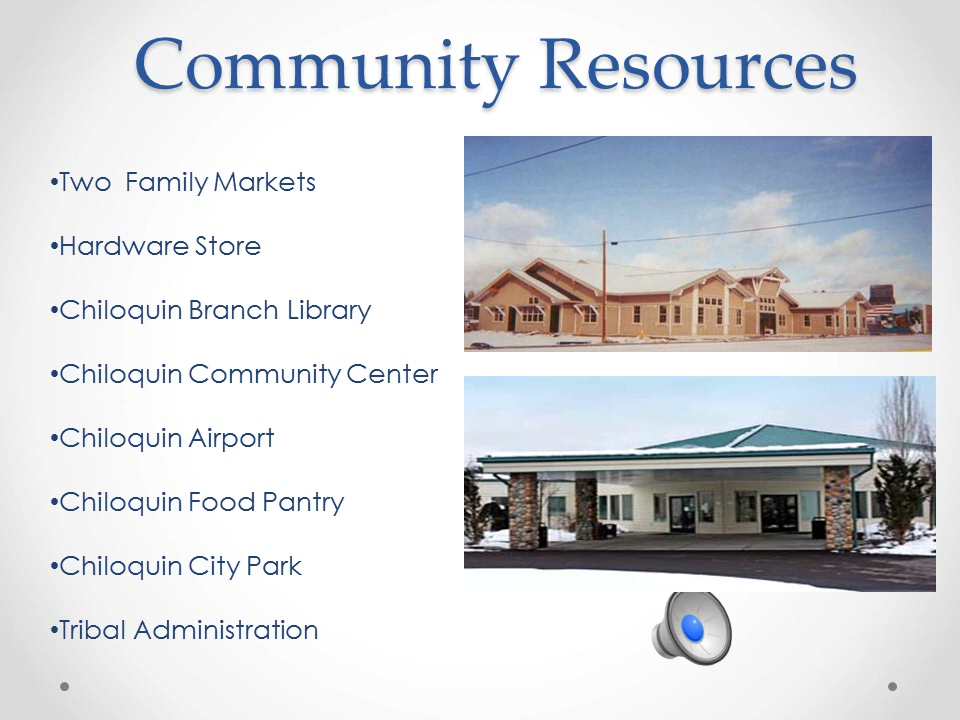 Community Resources
•Two  Family Markets
•Hardware Store
•Chiloquin Branch Library
•Chiloquin Community Center
•Chiloquin Airport
•Chiloquin Food Pantry
•Chiloquin City Park
•Tribal Administration